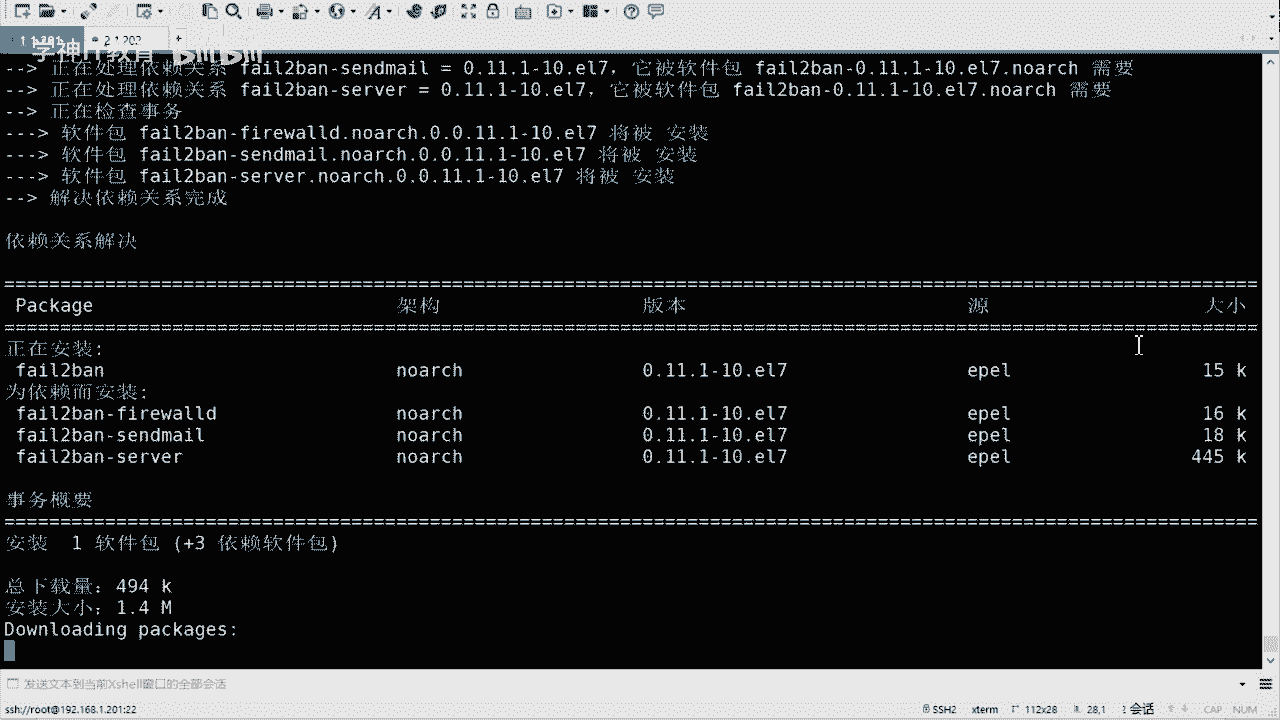 1 1.201
2 1.202
+
学神IT教育 bilibili
--> 正在处理依赖关系 fail2ban-sendmail = 0.11.1-10.el7，它被软件包 fail2ban-0.11.1-10.el7.noarch 需要
--> 正在处理依赖关系 fail2ban-server = 0.11.1-10.el7，它被软件包 fail2ban-0.11.1-10.el7.noarch 需要
--> 正在检查事务
---> 软件包 fail2ban-firewalld.noarch.0.0.11.1-10.el7 将被 安装
---> 软件包 fail2ban-sendmail.noarch.0.0.11.1-10.el7 将被 安装
---> 软件包 fail2ban-server.noarch.0.0.11.1-10.el7 将被 安装
--> 解决依赖关系完成
依赖关系解决
================================================================================================================
Package 架构 版本 源 大小
================================================================================================================
正在安装:
fail2ban noarch 0.11.1-10.el7 epel 15 k
为依赖而安装:
fail2ban-firewalld noarch 0.11.1-10.el7 epel 16 k
fail2ban-sendmail noarch 0.11.1-10.el7 epel 18 k
fail2ban-server noarch 0.11.1-10.el7 epel 445 k
事务概要
================================================================================================================
安装 1 软件包 (+3 依赖软件包)
总下载量：494 k
安装大小：1.4 M
Downloading packages:
发送文本到当前Xshell窗口的全部会话
ssh://root@192.168.1.201:22 SSH2 xterm 112x28 28,1 2 会话 CAP NUM